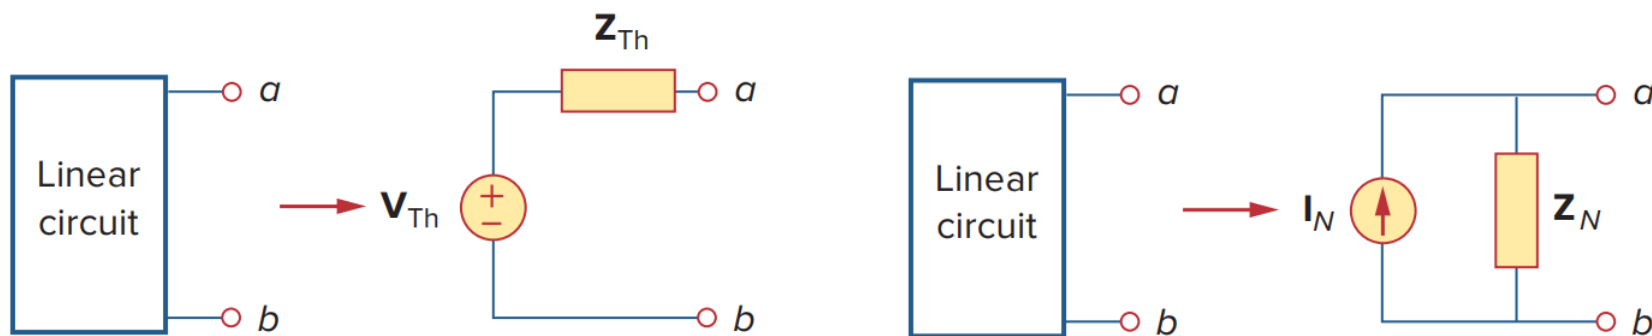 Z_Th
a
a
Linear
circuit
V_Th
+
−
b
b
a
a
Linear
circuit
I_N
Z_N
b
b